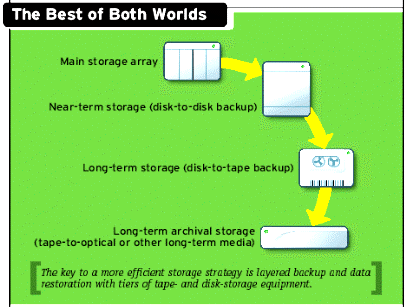 The Best of Both Worlds
Main storage array
Near-term storage (disk-to-disk backup)
Long-term storage (disk-to-tape backup)
Long-term archival storage
(tape-to-optical or other long-term media)
The key to a more efficient storage strategy is layered backup and data
restoration with tiers of tape- and disk-storage equipment.